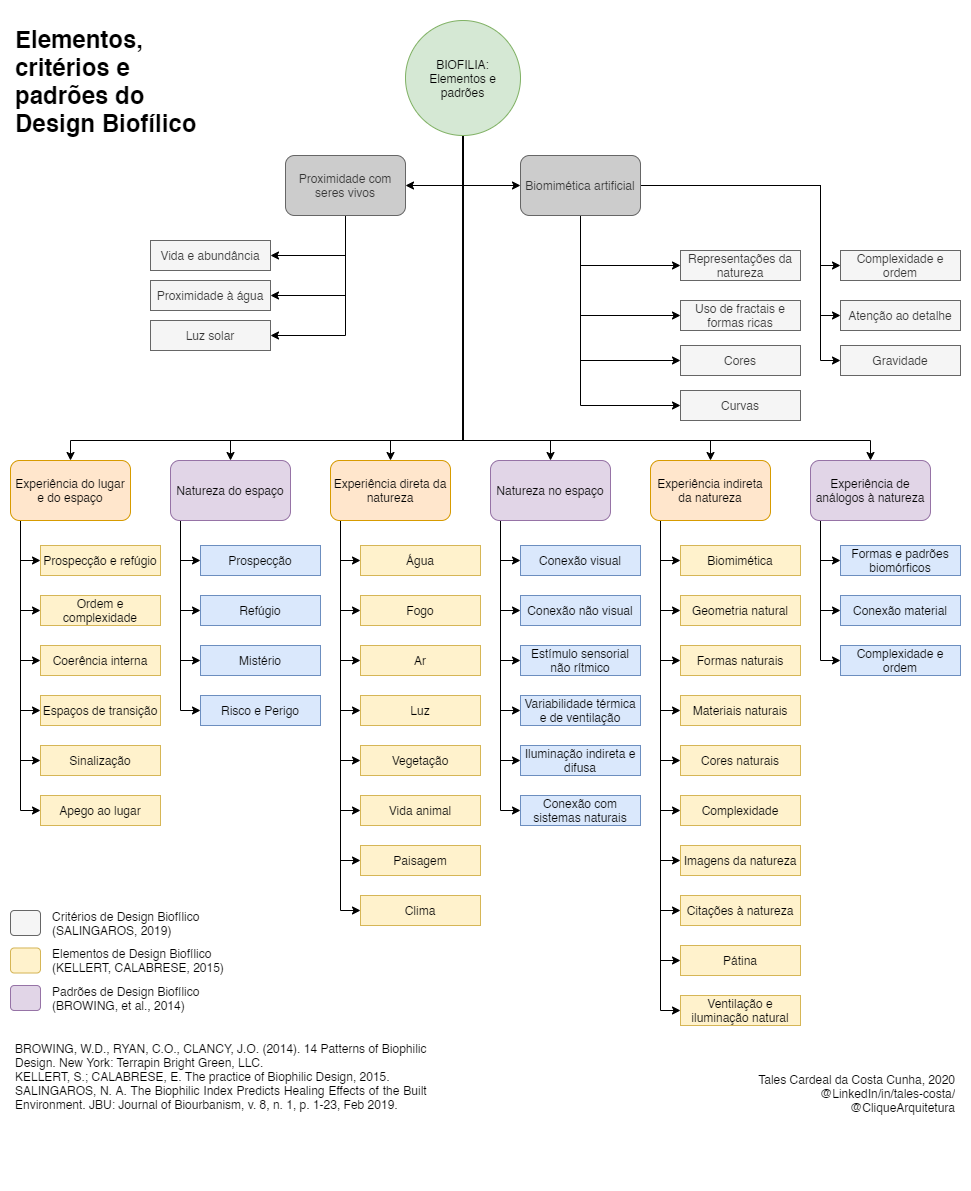 Elementos,
critérios e
padrões do
Design Biofílico
BIOFILIA:
Elementos e
padrões
Proximidade com
seres vivos
Biomimética artificial
Vida e abundância
Proximidade à água
Luz solar
Representações da
natureza
Uso de fractais e
formas ricas
Cores
Curvas
Complexidade e
ordem
Atenção ao detalhe
Gravidade
Experiência do lugar
e do espaço
Prospecção e refúgio
Ordem e
complexidade
Coerência interna
Espaços de transição
Sinalização
Apego ao lugar
Natureza do espaço
Prospecção
Refúgio
Mistério
Risco e Perigo
Experiência direta da
natureza
Água
Fogo
Ar
Luz
Vegetação
Vida animal
Paisagem
Clima
Natureza no espaço
Conexão visual
Conexão não visual
Estímulo sensorial
não rítmico
Variabilidade térmica
e de ventilação
Iluminação indireta e
difusa
Conexão com
sistemas naturais
Experiência indireta
da natureza
Biomimética
Geometria natural
Formas naturais
Materiais naturais
Cores naturais
Complexidade
Imagens da natureza
Citações à natureza
Pátina
Ventilação e
iluminação natural
Experiência de
análogos à natureza
Formas e padrões
biomórficos
Conexão material
Complexidade e
ordem
Critérios de Design Biofílico
(SALINGAROS, 2019)
Elementos de Design Biofílico
(KELLERT, CALABRESE, 2015)
Padrões de Design Biofílico
(BROWING, et al., 2014)
BROWING, W.D., RYAN, C.O., CLANCY, J.O. (2014). 14 Patterns of Biophilic
Design. New York: Terrapin Bright Green, LLC.
KELLERT, S.; CALABRESE, E. The practice of Biophilic Design, 2015.
SALINGAROS, N. A. The Biophilic Index Predicts Healing Effects of the Built
Environment. JBU: Journal of Biourbanism, v. 8, n. 1, p. 1-23, Feb 2019.
Tales Cardeal da Costa Cunha, 2020
@LinkedIn/in/tales-costa/
@CliqueArquitetura